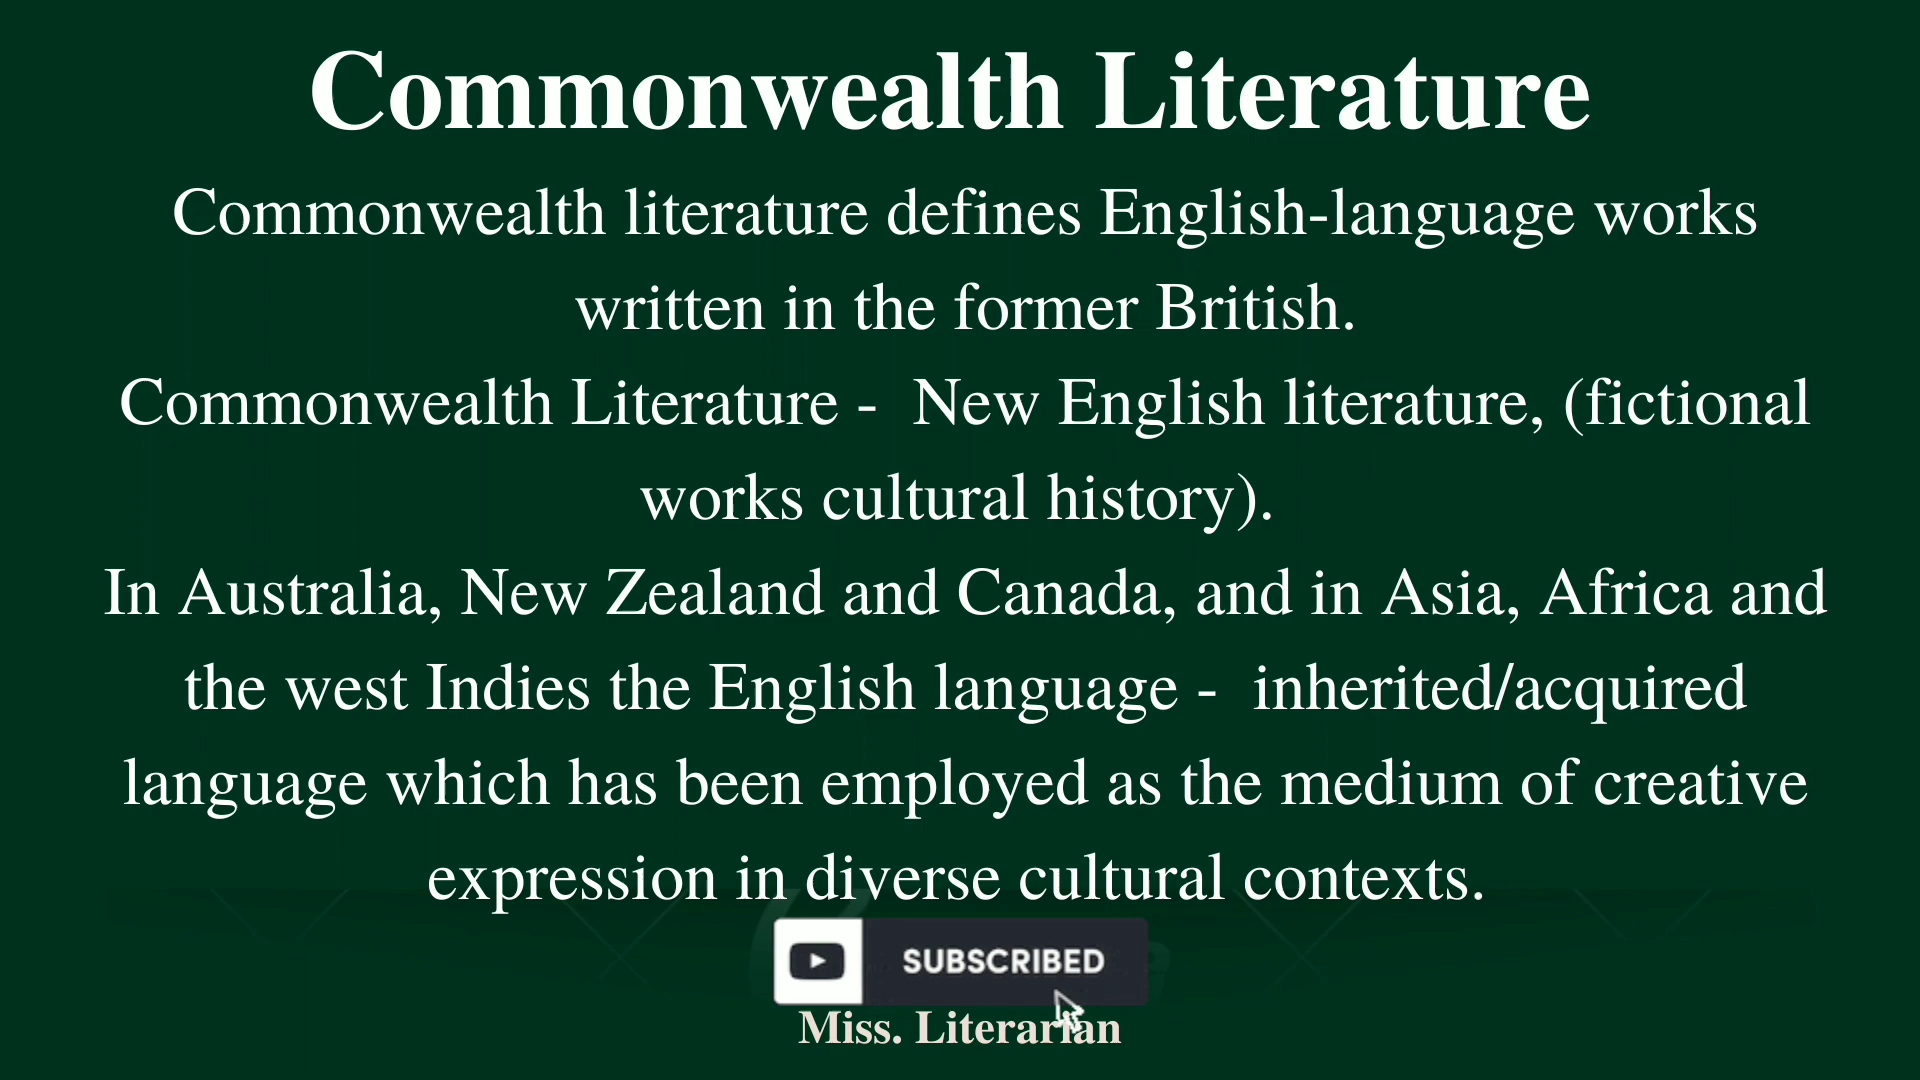 Commonwealth Literature
Commonwealth literature defines English-language works
written in the former British.
Commonwealth Literature -  New English literature, (fictional
works cultural history).
In Australia, New Zealand and Canada, and in Asia, Africa and
the west Indies the English language -  inherited/acquired
language which has been employed as the medium of creative
expression in diverse cultural contexts.
SUBSCRIBED
Miss. Literarian